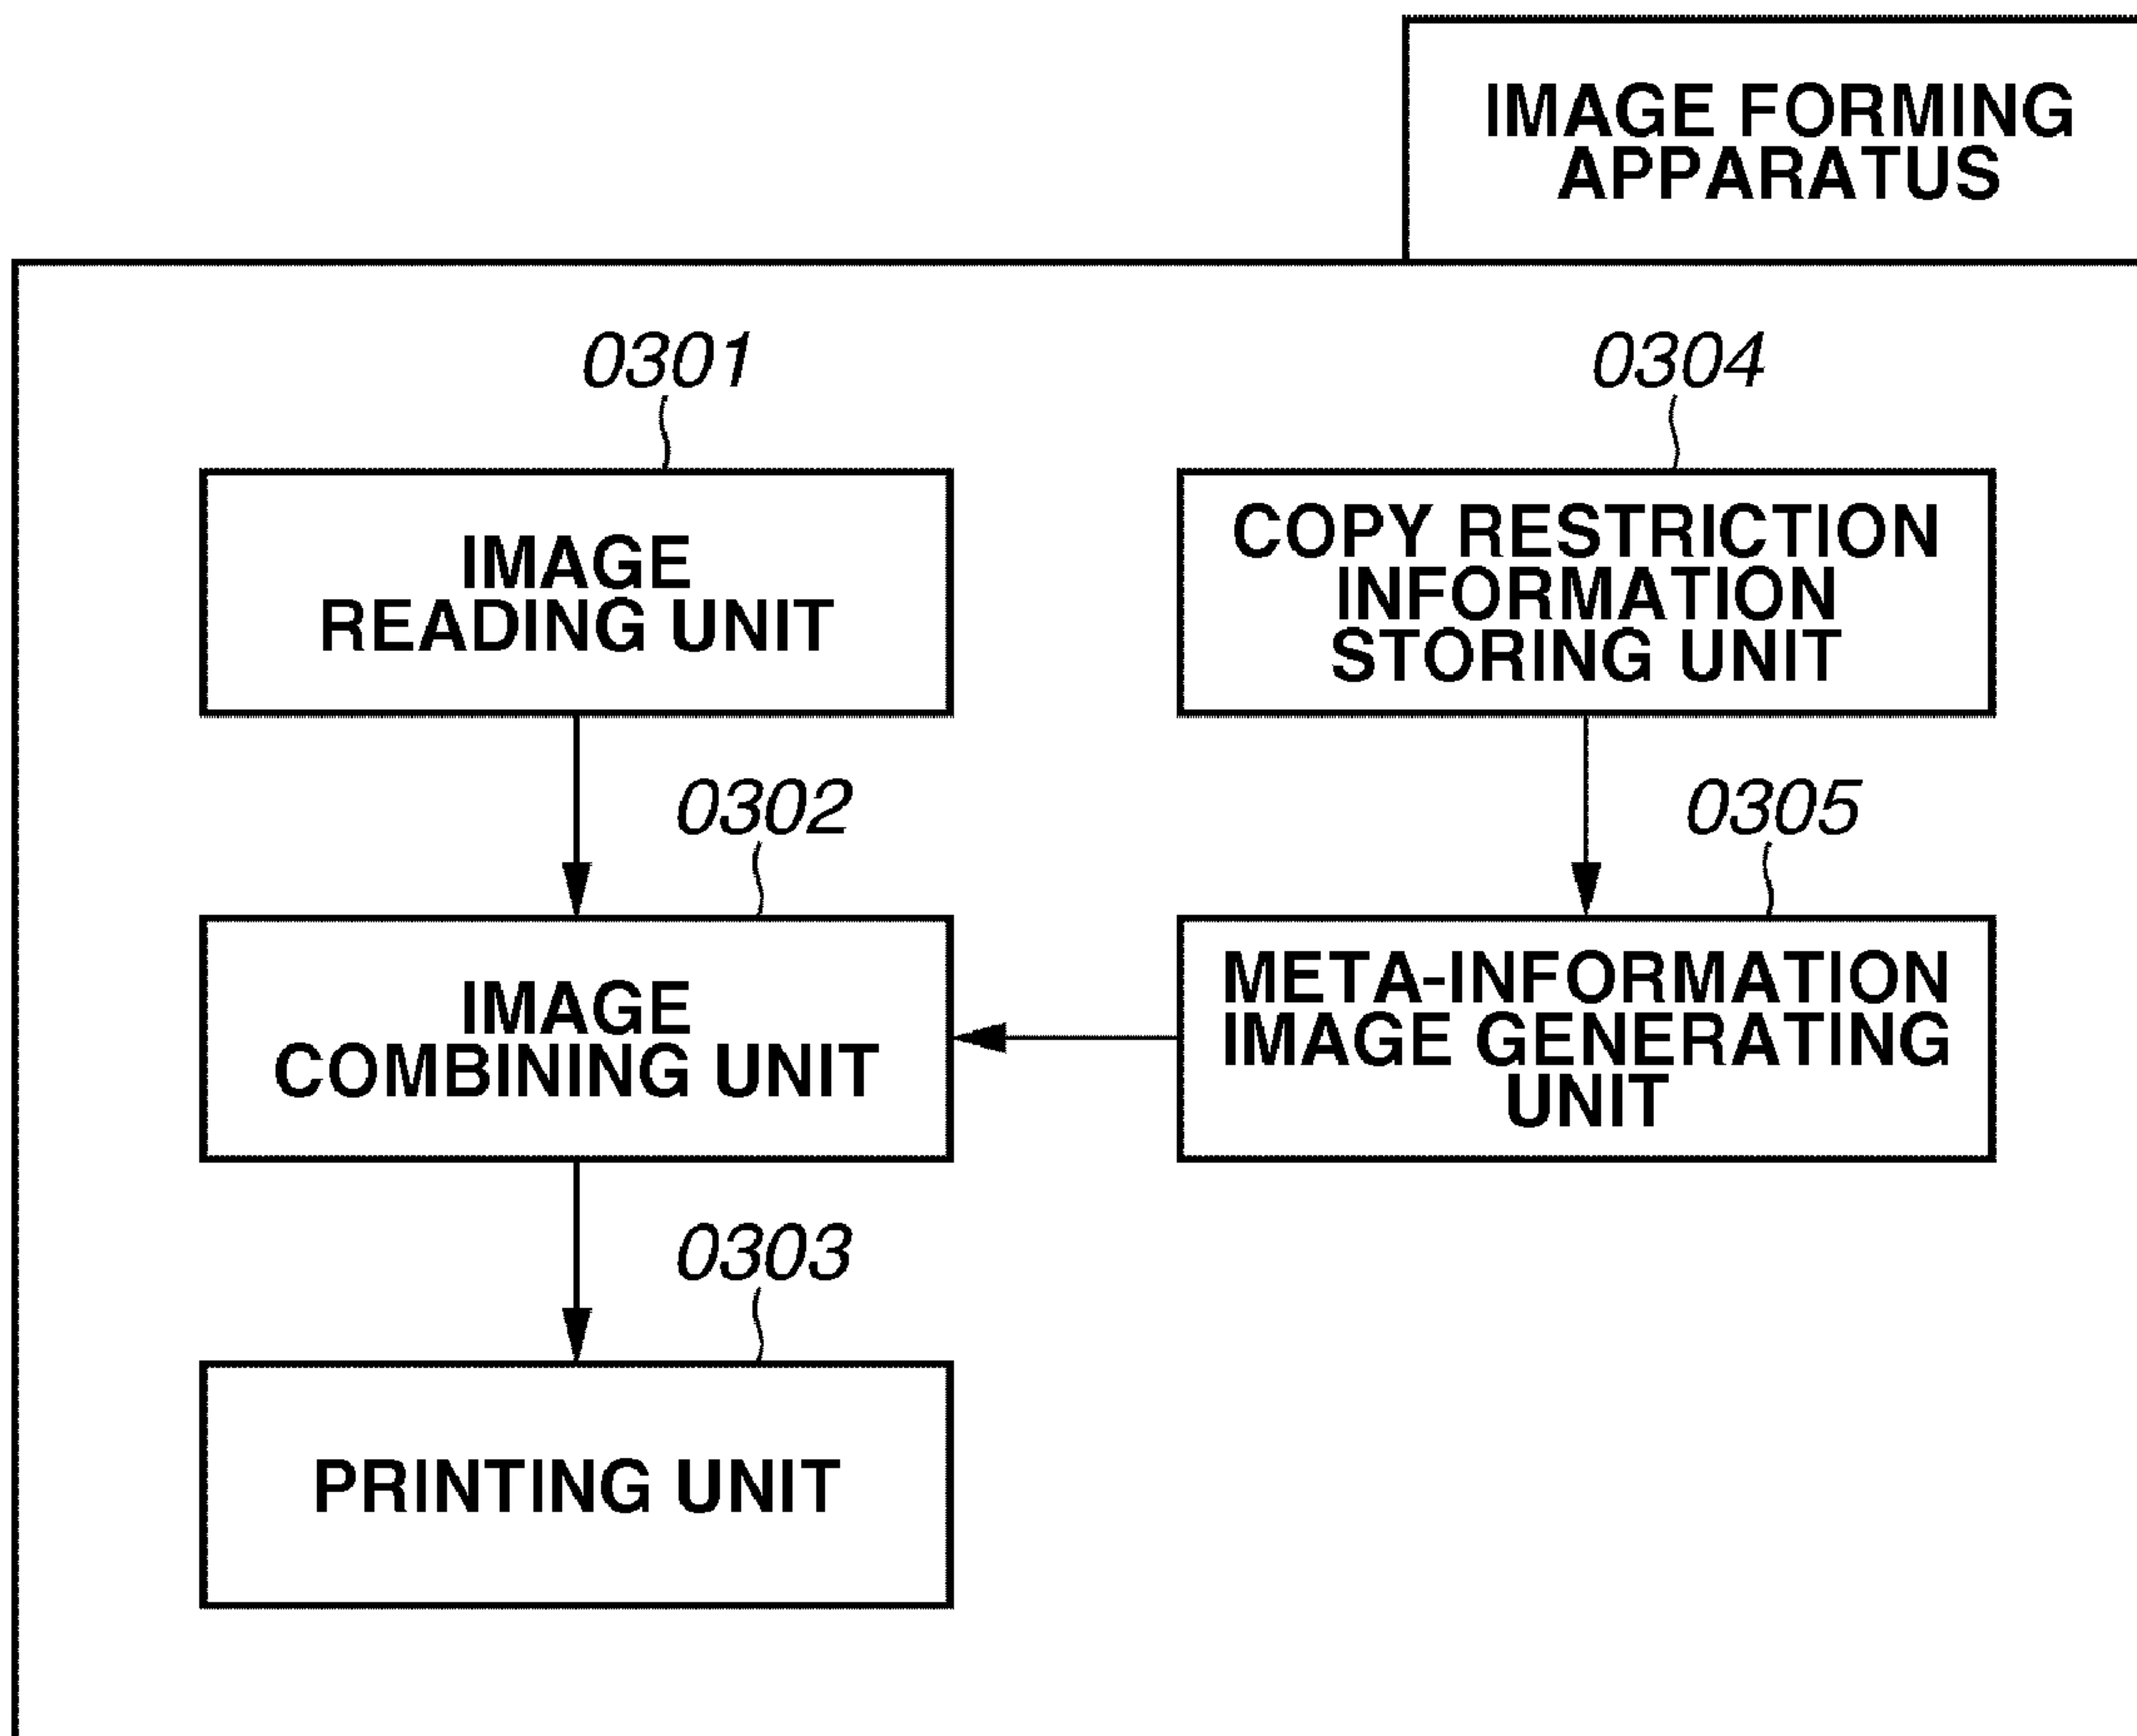 IMAGE FORMING
APPARATUS
0301
IMAGE
READING UNIT
0304
COPY RESTRICTION
INFORMATION
STORING UNIT
0302
IMAGE
COMBINING UNIT
0305
META-INFORMATION
IMAGE GENERATING
UNIT
0303
PRINTING UNIT